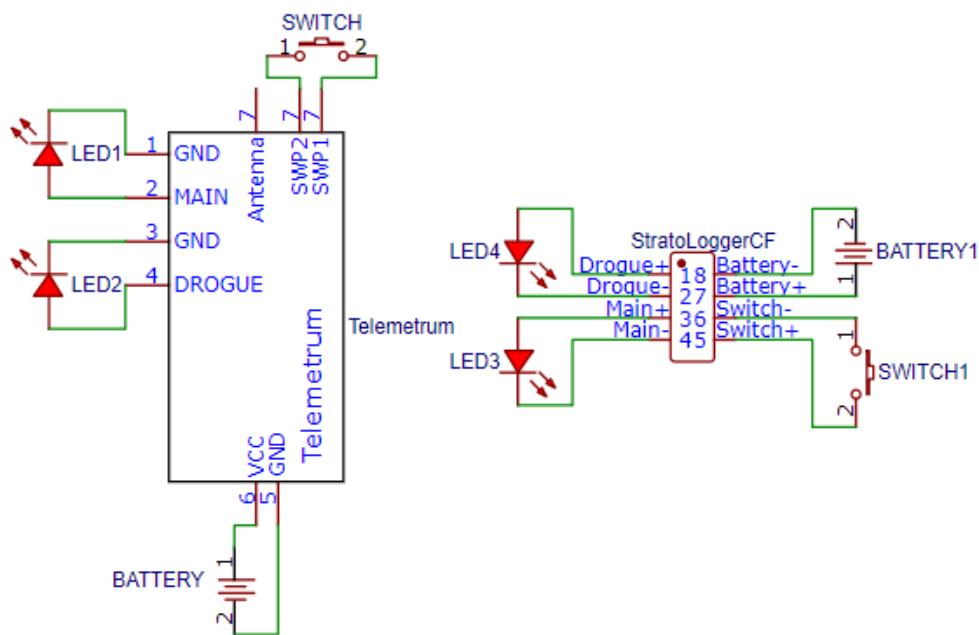 SWITCH
1 2
7 7 7
LED1
1 GND
2 MAIN
3 GND
LED2
4 DROGUE
Antenna
SWP2
SWP1
Telemetrum
Telemetrum
VCC
GND
6 5
BATTERY
1
2
StratoLoggerCF
LED4
Drogue+ 18 Battery-
Drogue- 27 Battery+
Main+ 36 Switch-
Main- 45 Switch+
LED3
2
BATTERY1
1
1
SWITCH1
2